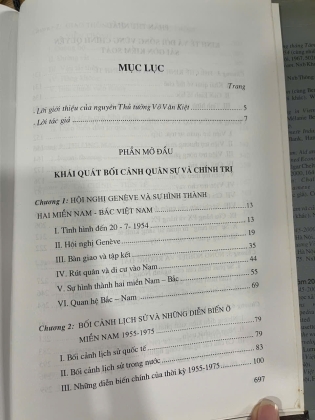 MỤC LỤC
Trang
Lời giới thiệu của nguyên Thủ tướng Võ Văn Kiệt 5
Lời tác giả 7
PHẦN MỞ ĐẦU
KHÁI QUÁT BỐI CẢNH QUÂN SỰ VÀ CHÍNH TRỊ
Chương 1: HỘI NGHỊ GENÈVE VÀ SỰ HÌNH THÀNH
HAI MIỀN NAM - BẮC VIỆT NAM 13
I. Tình hình đến 20 - 7- 1954 13
II. Hội nghị Genève 19
III. Bàn giao và tập kết 35
IV. Rút quân và di cư vào Nam 44
V. Sự hình thành hai miền Nam – Bắc 55
VI. Quan hệ Bắc – Nam 69
Chương 2: BỐI CẢNH LỊCH SỬ VÀ NHỮNG DIỄN BIẾN Ở
MIỀN NAM 1955-1975 79
I. Bối cảnh lịch sử quốc tế 79
II. Bối cảnh lịch sử trong nước 83
III. Những diễn biến chính của thời kỳ 1955-1975 100
697